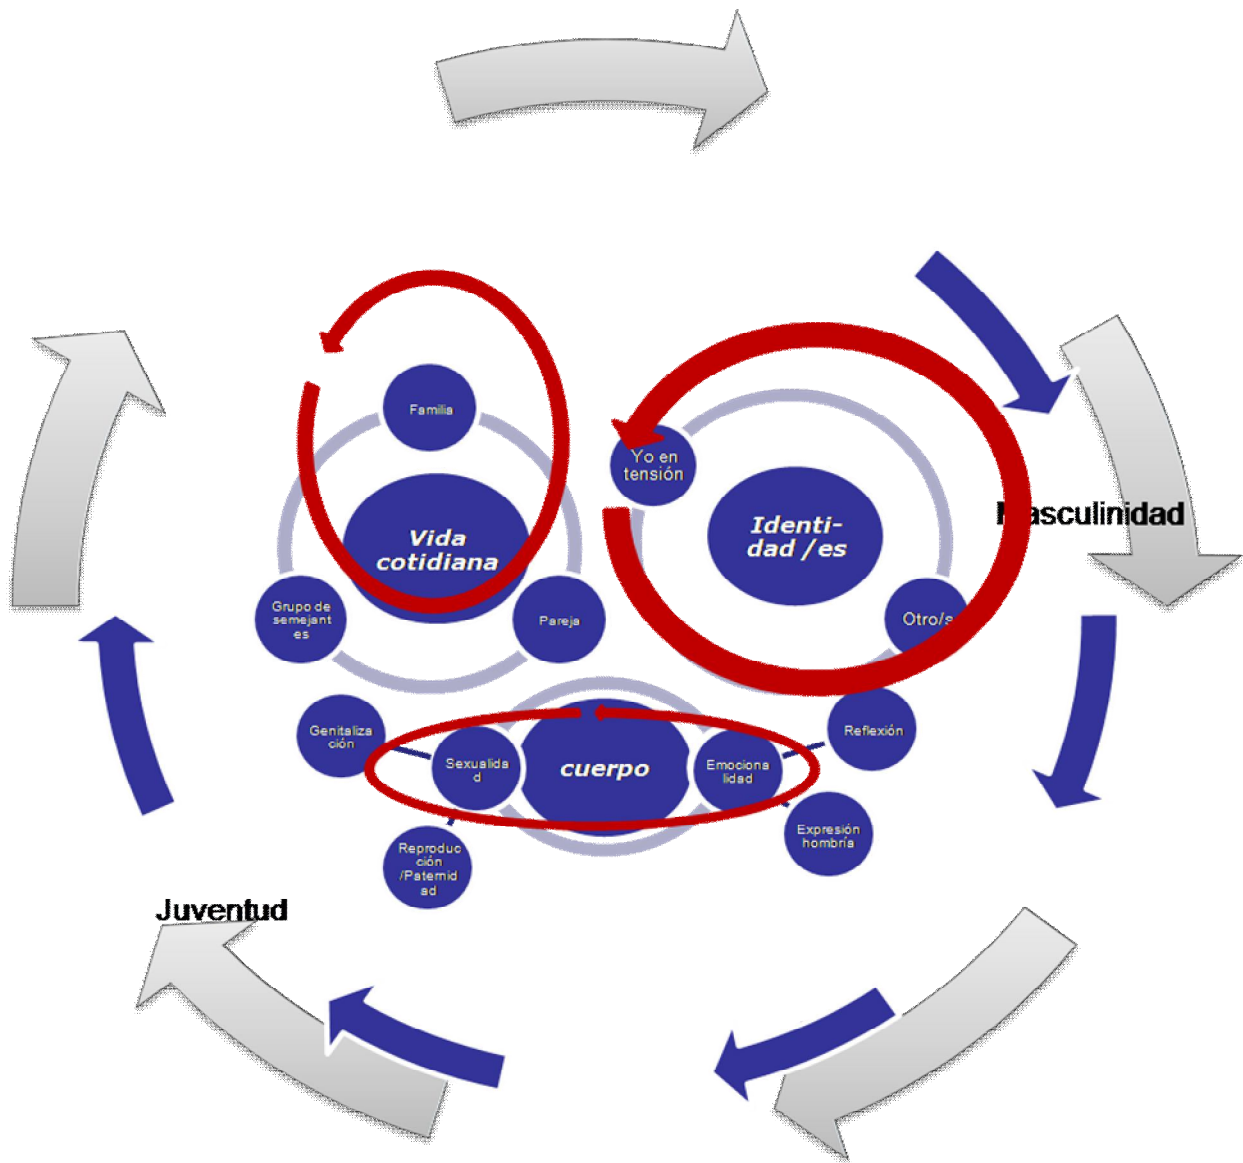 Familia
Vida
cotidiana
Grupo de
semejant
es
Pareja
Yo en
tensión
Identi-
dad /es
Otro/s
Masculinidad
Genitaliza
ción
Sexualida
d
cuerpo
Emociona
lidad
Reflexión
Expresión
hombría
Reproduc
ción
/Paternid
ad
Juventud